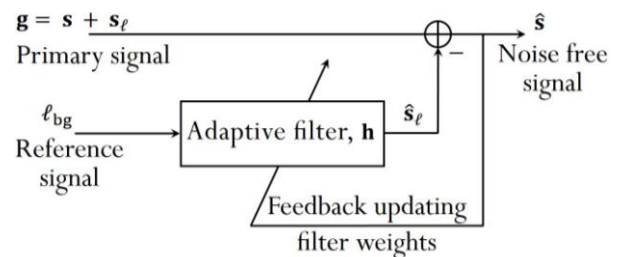 g = s + sℓ
Primary signal
ŝ
Noise free
signal
−
ℓbg
Reference
signal
Adaptive filter, h
ŝℓ
Feedback updating
filter weights